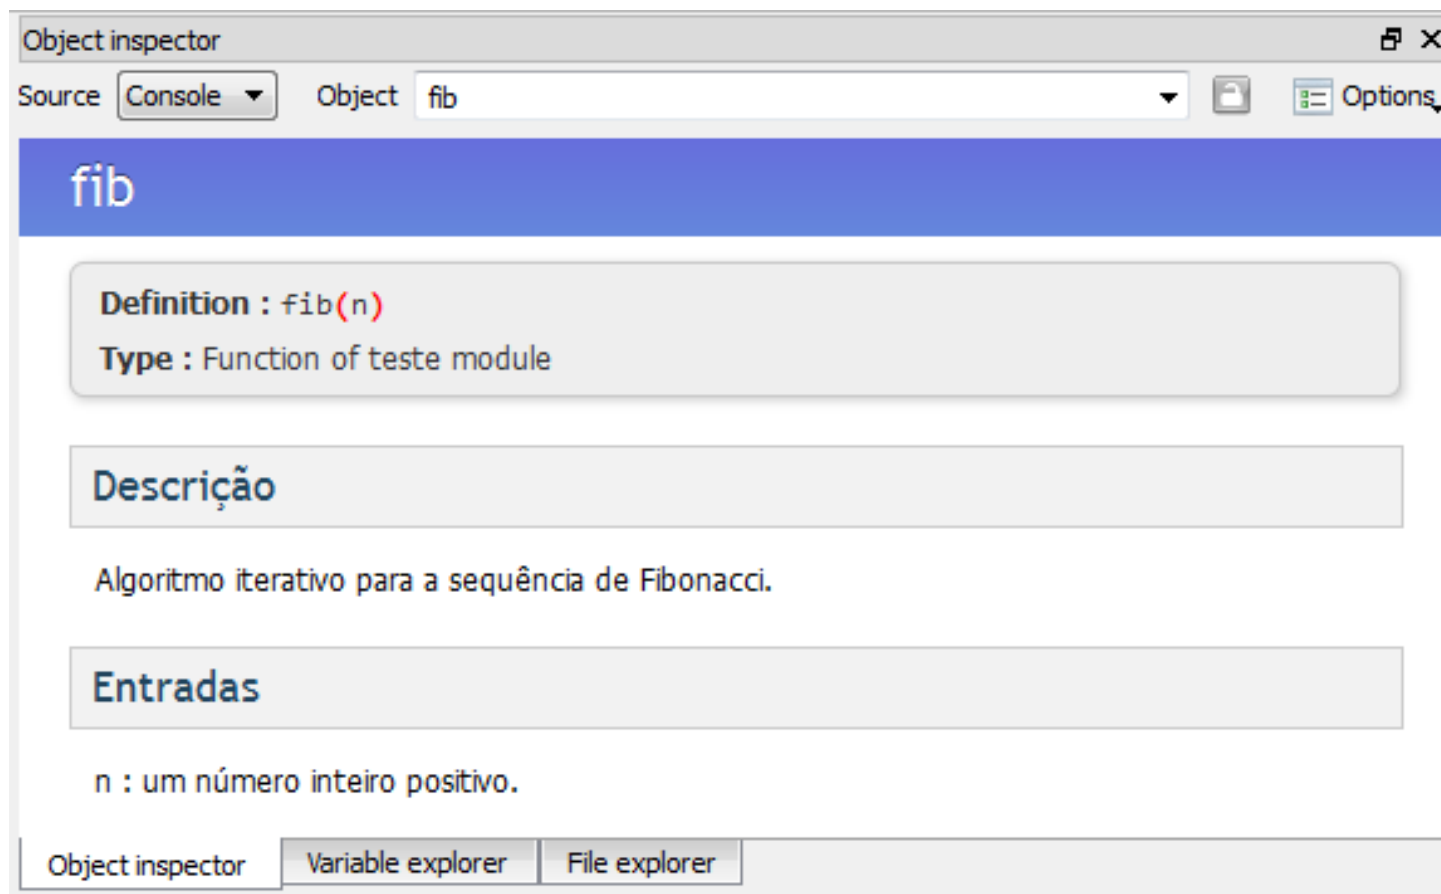 Object inspector
Source Console Object fib Options
fib
Definition : fib(n)
Type : Function of teste module
Descrição
Algoritmo iterativo para a sequência de Fibonacci.
Entradas
n : um número inteiro positivo.
Object inspector Variable explorer File explorer